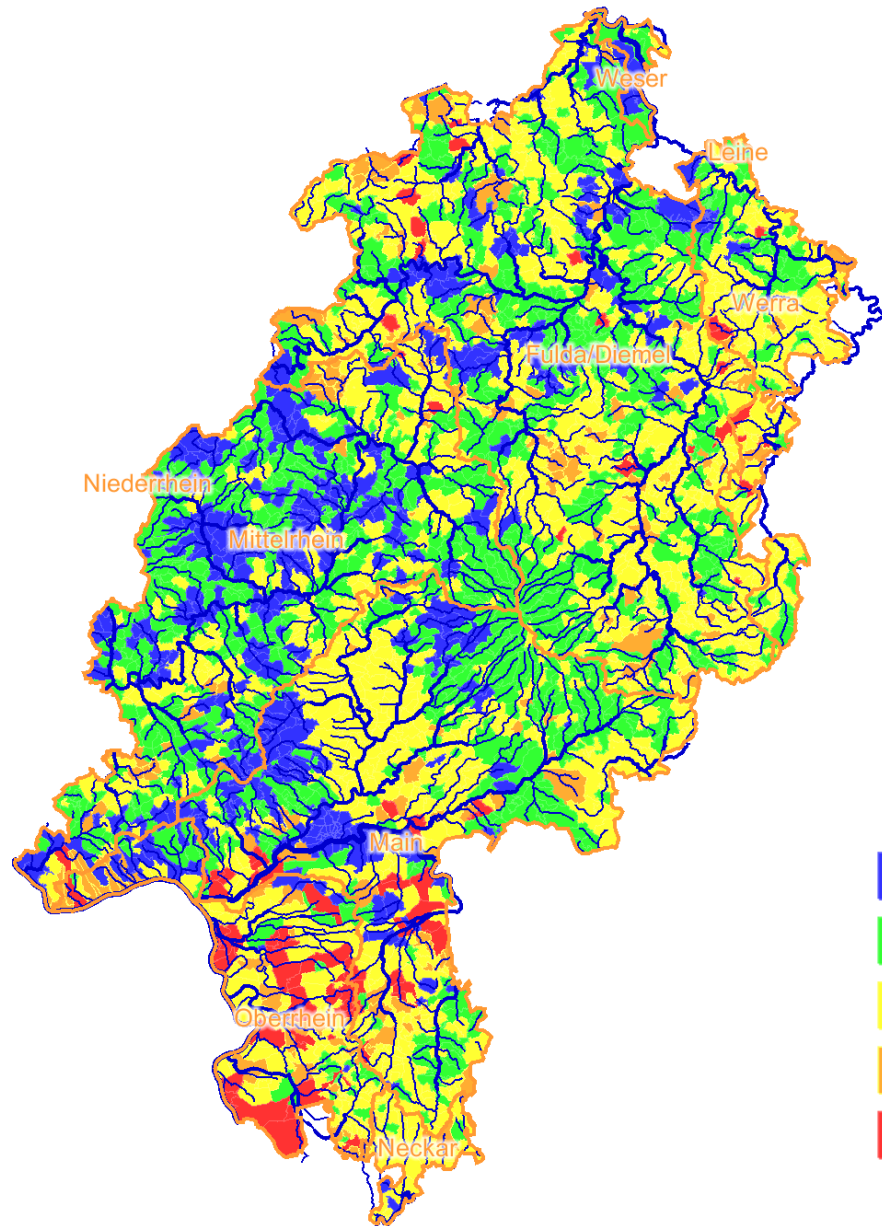 Weser
Leine
Werra
Fulda/Diemel
Niederrhein
Mittelrhein
Main
Oberrhein
Neckar